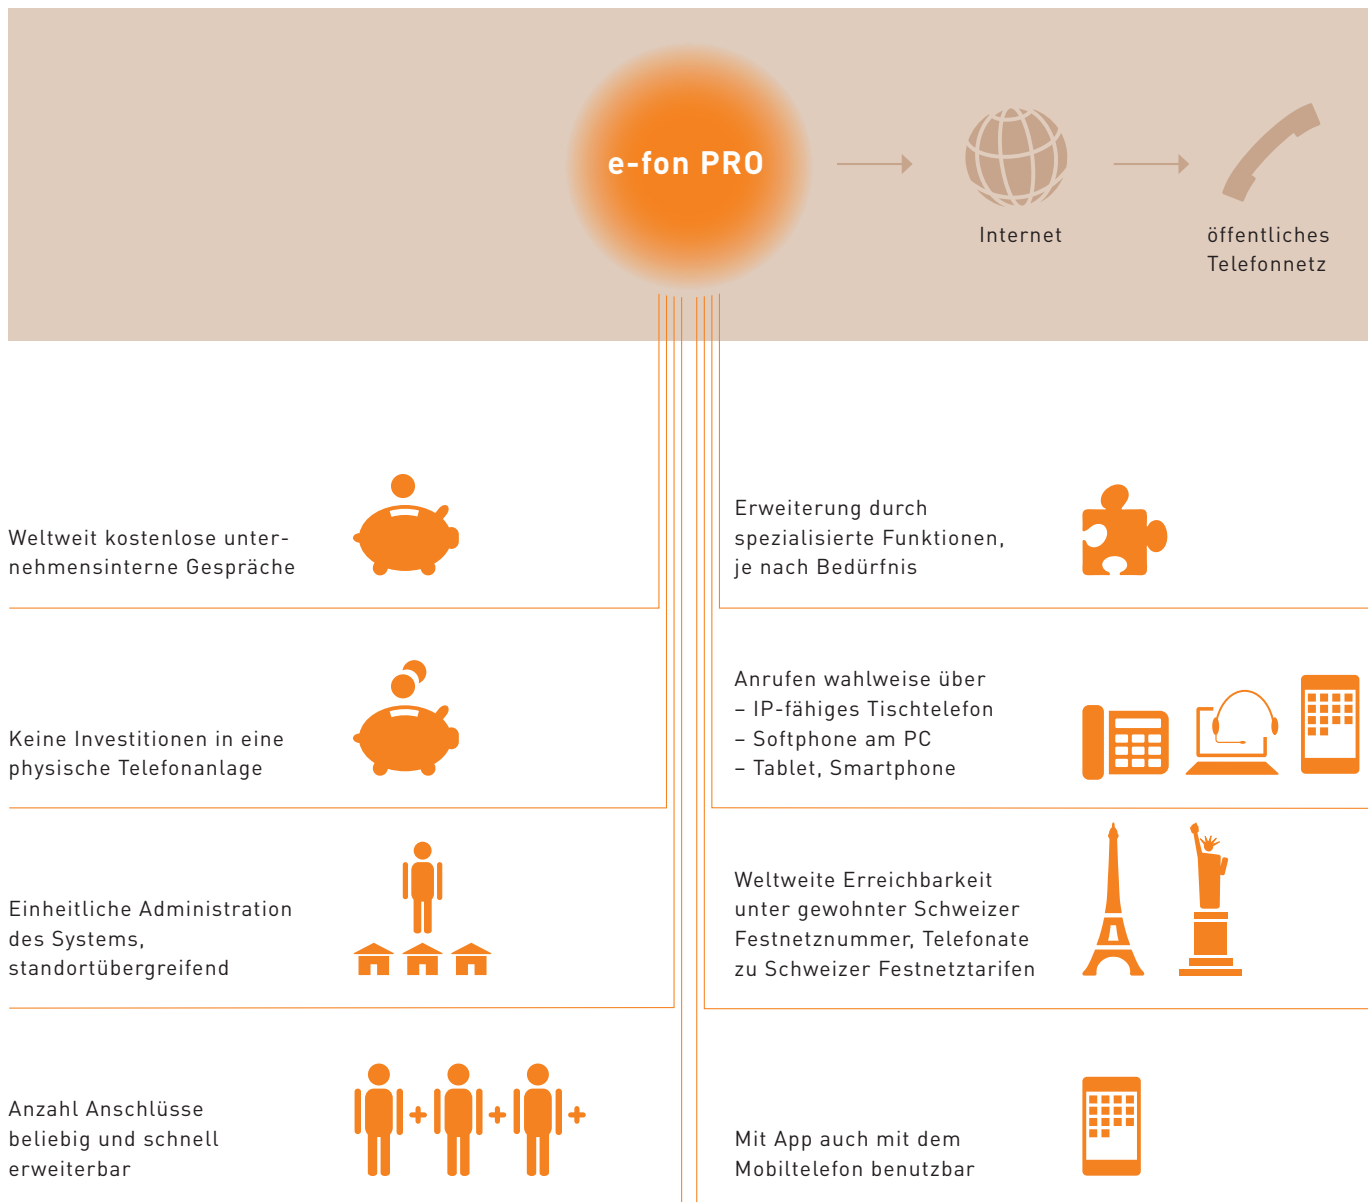 e-fon PRO
Internet
öffentliches
Telefonnetz
Weltweit kostenlose unter-
nehmensinterne Gespräche
Erweiterung durch
spezialisierte Funktionen,
je nach Bedürfnis
Keine Investitionen in eine
physische Telefonanlage
Anrufen wahlweise über
– IP-fähiges Tischtelefon
– Softphone am PC
– Tablet, Smartphone
Einheitliche Administration
des Systems,
standortübergreifend
Weltweite Erreichbarkeit
unter gewohnter Schweizer
Festnetznummer, Telefonate
zu Schweizer Festnetztarifen
Anzahl Anschlüsse
beliebig und schnell
erweiterbar
Mit App auch mit dem
Mobiltelefon benutzbar